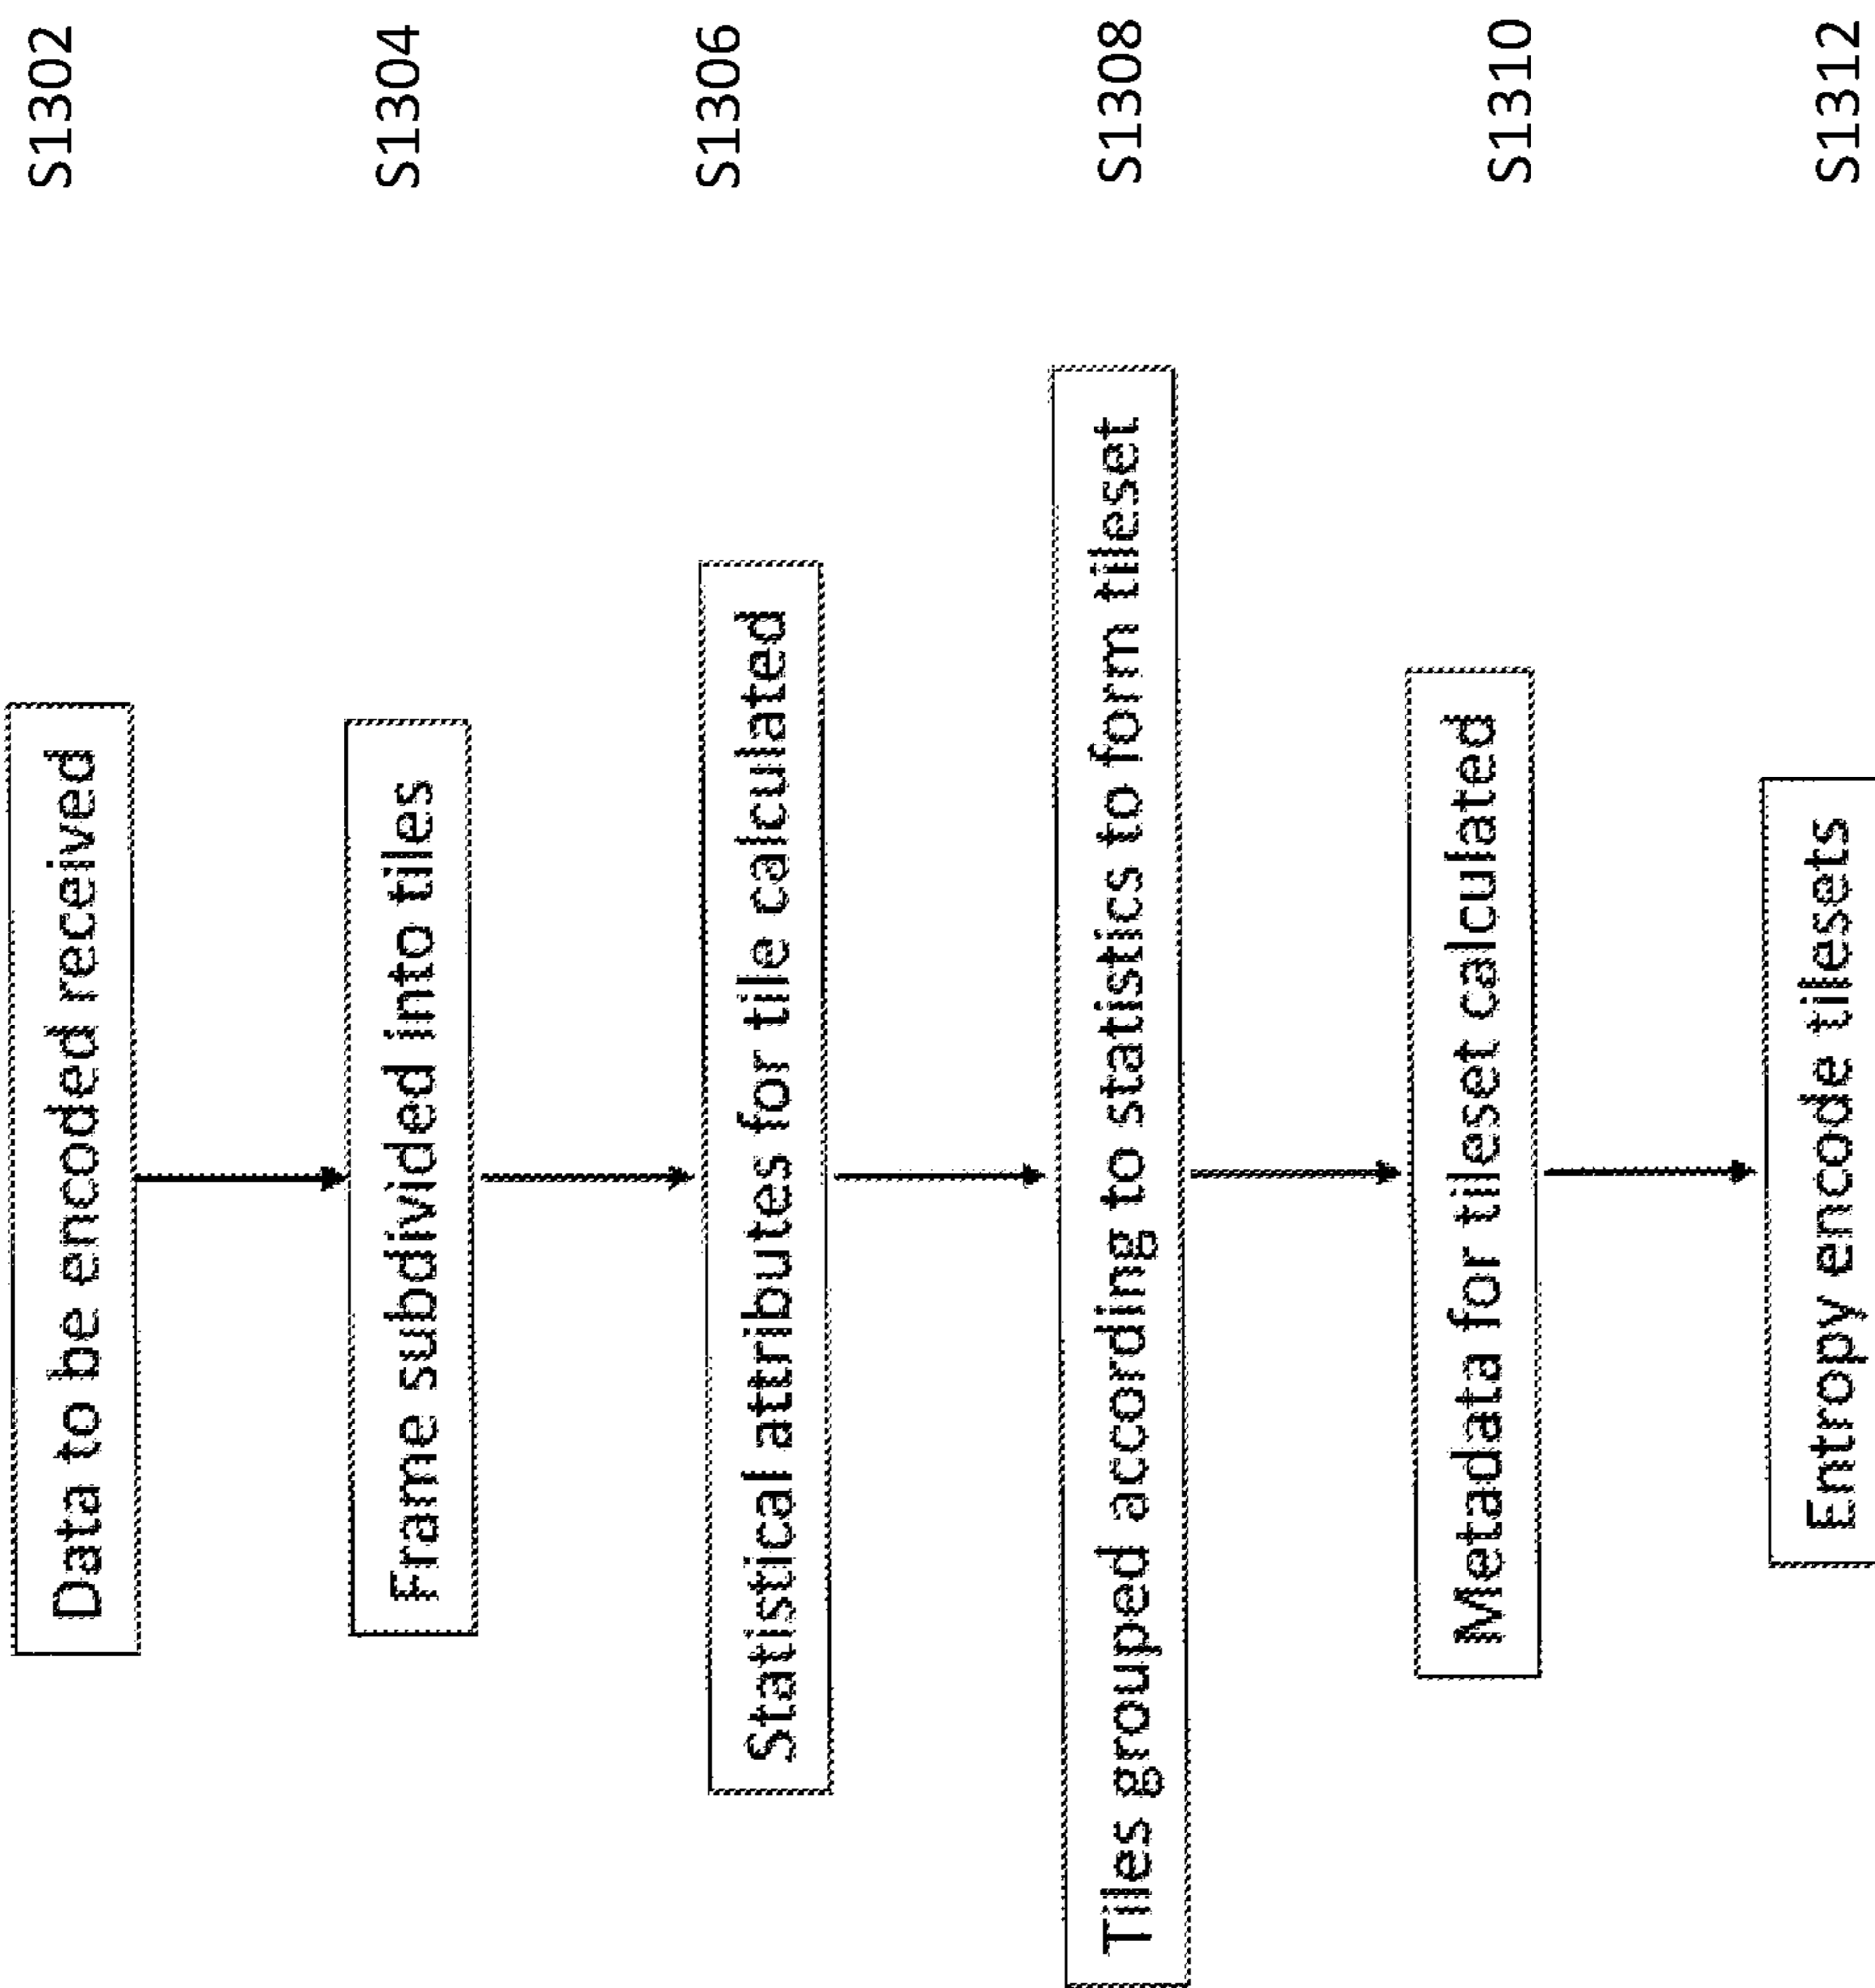 Data to be encoded received
S1302
Frame subdivided into tiles
S1304
Statistical attributes for tile calculated
S1306
Tiles grouped according to statistics to form tileset
S1308
Metadata for tileset calculated
S1310
Entropy encode tilesets
S1312